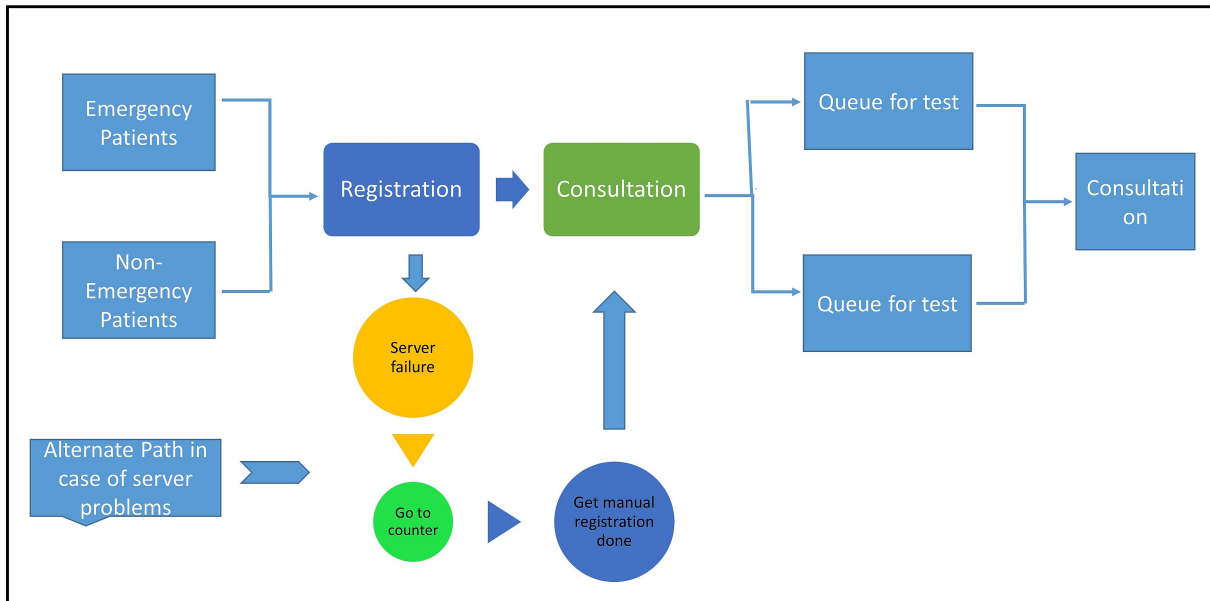 Emergency
Patients
Non-
Emergency
Patients
Registration
Consultation
Queue for test
Queue for test
Consultati
on
Server
failure
Alternate Path in
case of server
problems
Go to
counter
Get manual
registration
done